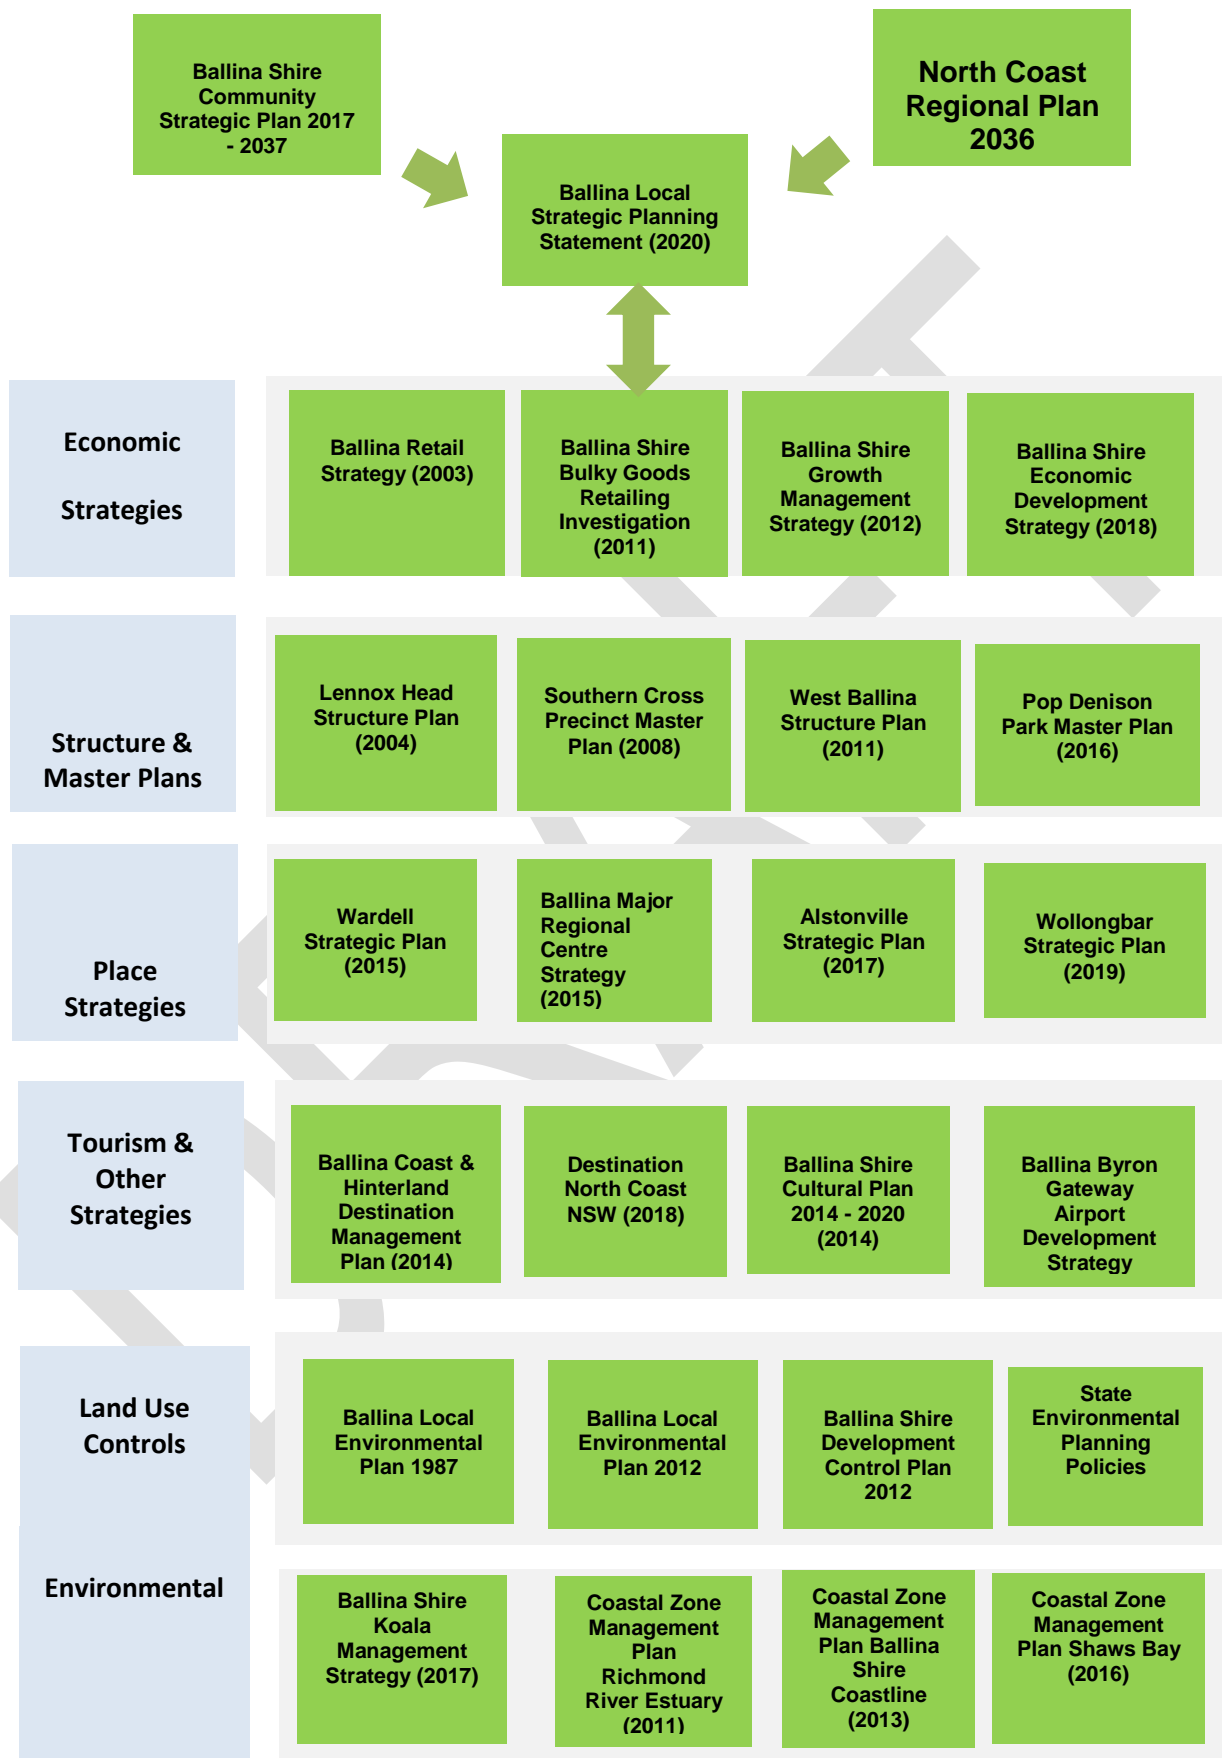 Ballina Shire
Community
Strategic Plan 2017
- 2037
North Coast
Regional Plan
2036
Ballina Local
Strategic Planning
Statement (2020)
Economic
Strategies
Ballina Retail
Strategy (2003)
Ballina Shire
Bulky Goods
Retailing
Investigation
(2011)
Ballina Shire
Growth
Management
Strategy (2012)
Ballina Shire
Economic
Development
Strategy (2018)
Structure &
Master Plans
Lennox Head
Structure Plan
(2004)
Southern Cross
Precinct Master
Plan (2008)
West Ballina
Structure Plan
(2011)
Pop Denison
Park Master Plan
(2016)
Place
Strategies
Wardell
Strategic Plan
(2015)
Ballina Major
Regional
Centre
Strategy
(2015)
Alstonville
Strategic Plan
(2017)
Wollongbar
Strategic Plan
(2019)
Tourism &
Other
Strategies
Ballina Coast &
Hinterland
Destination
Management
Plan (2014)
Destination
North Coast
NSW (2018)
Ballina Shire
Cultural Plan
2014 - 2020
(2014)
Ballina Byron
Gateway
Airport
Development
Strategy
Land Use
Controls
Ballina Local
Environmental
Plan 1987
Ballina Local
Environmental
Plan 2012
Ballina Shire
Development
Control Plan
2012
State
Environmental
Planning
Policies
Environmental
Ballina Shire
Koala
Management
Strategy (2017)
Coastal Zone
Management
Plan
Richmond
River Estuary
(2011)
Coastal Zone
Management
Plan Ballina
Shire
Coastline
(2013)
Coastal Zone
Management
Plan Shaws Bay
(2016)
DRAFT